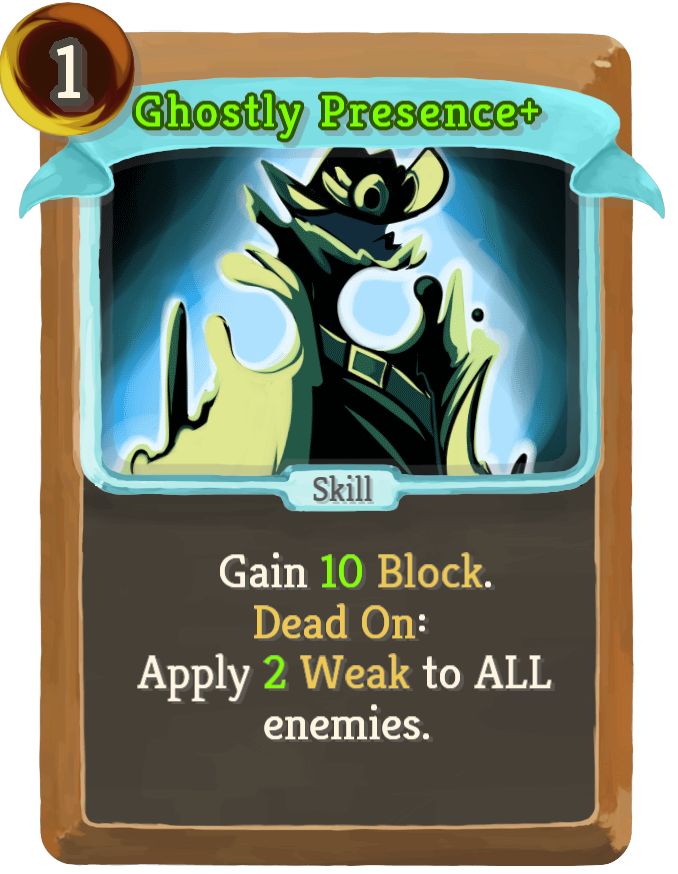 1
Ghostly Presence+
Skill
Gain 10 Block.
Dead On:
Apply 2 Weak to ALL
enemies.